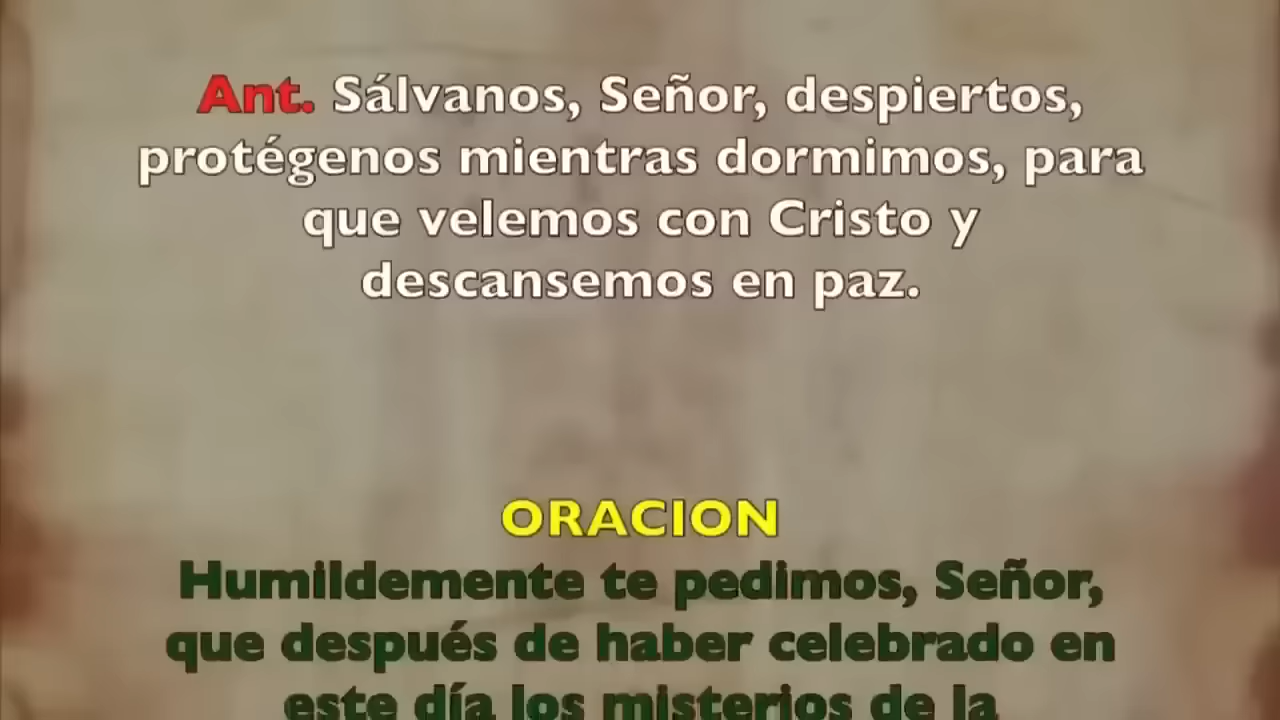 Ant. Sálvanos, Señor, despiertos,
protégenos mientras dormimos, para
que velemos con Cristo y
descansemos en paz.
ORACION
Humildemente te pedimos, Señor,
que después de haber celebrado en
este día los misterios de la